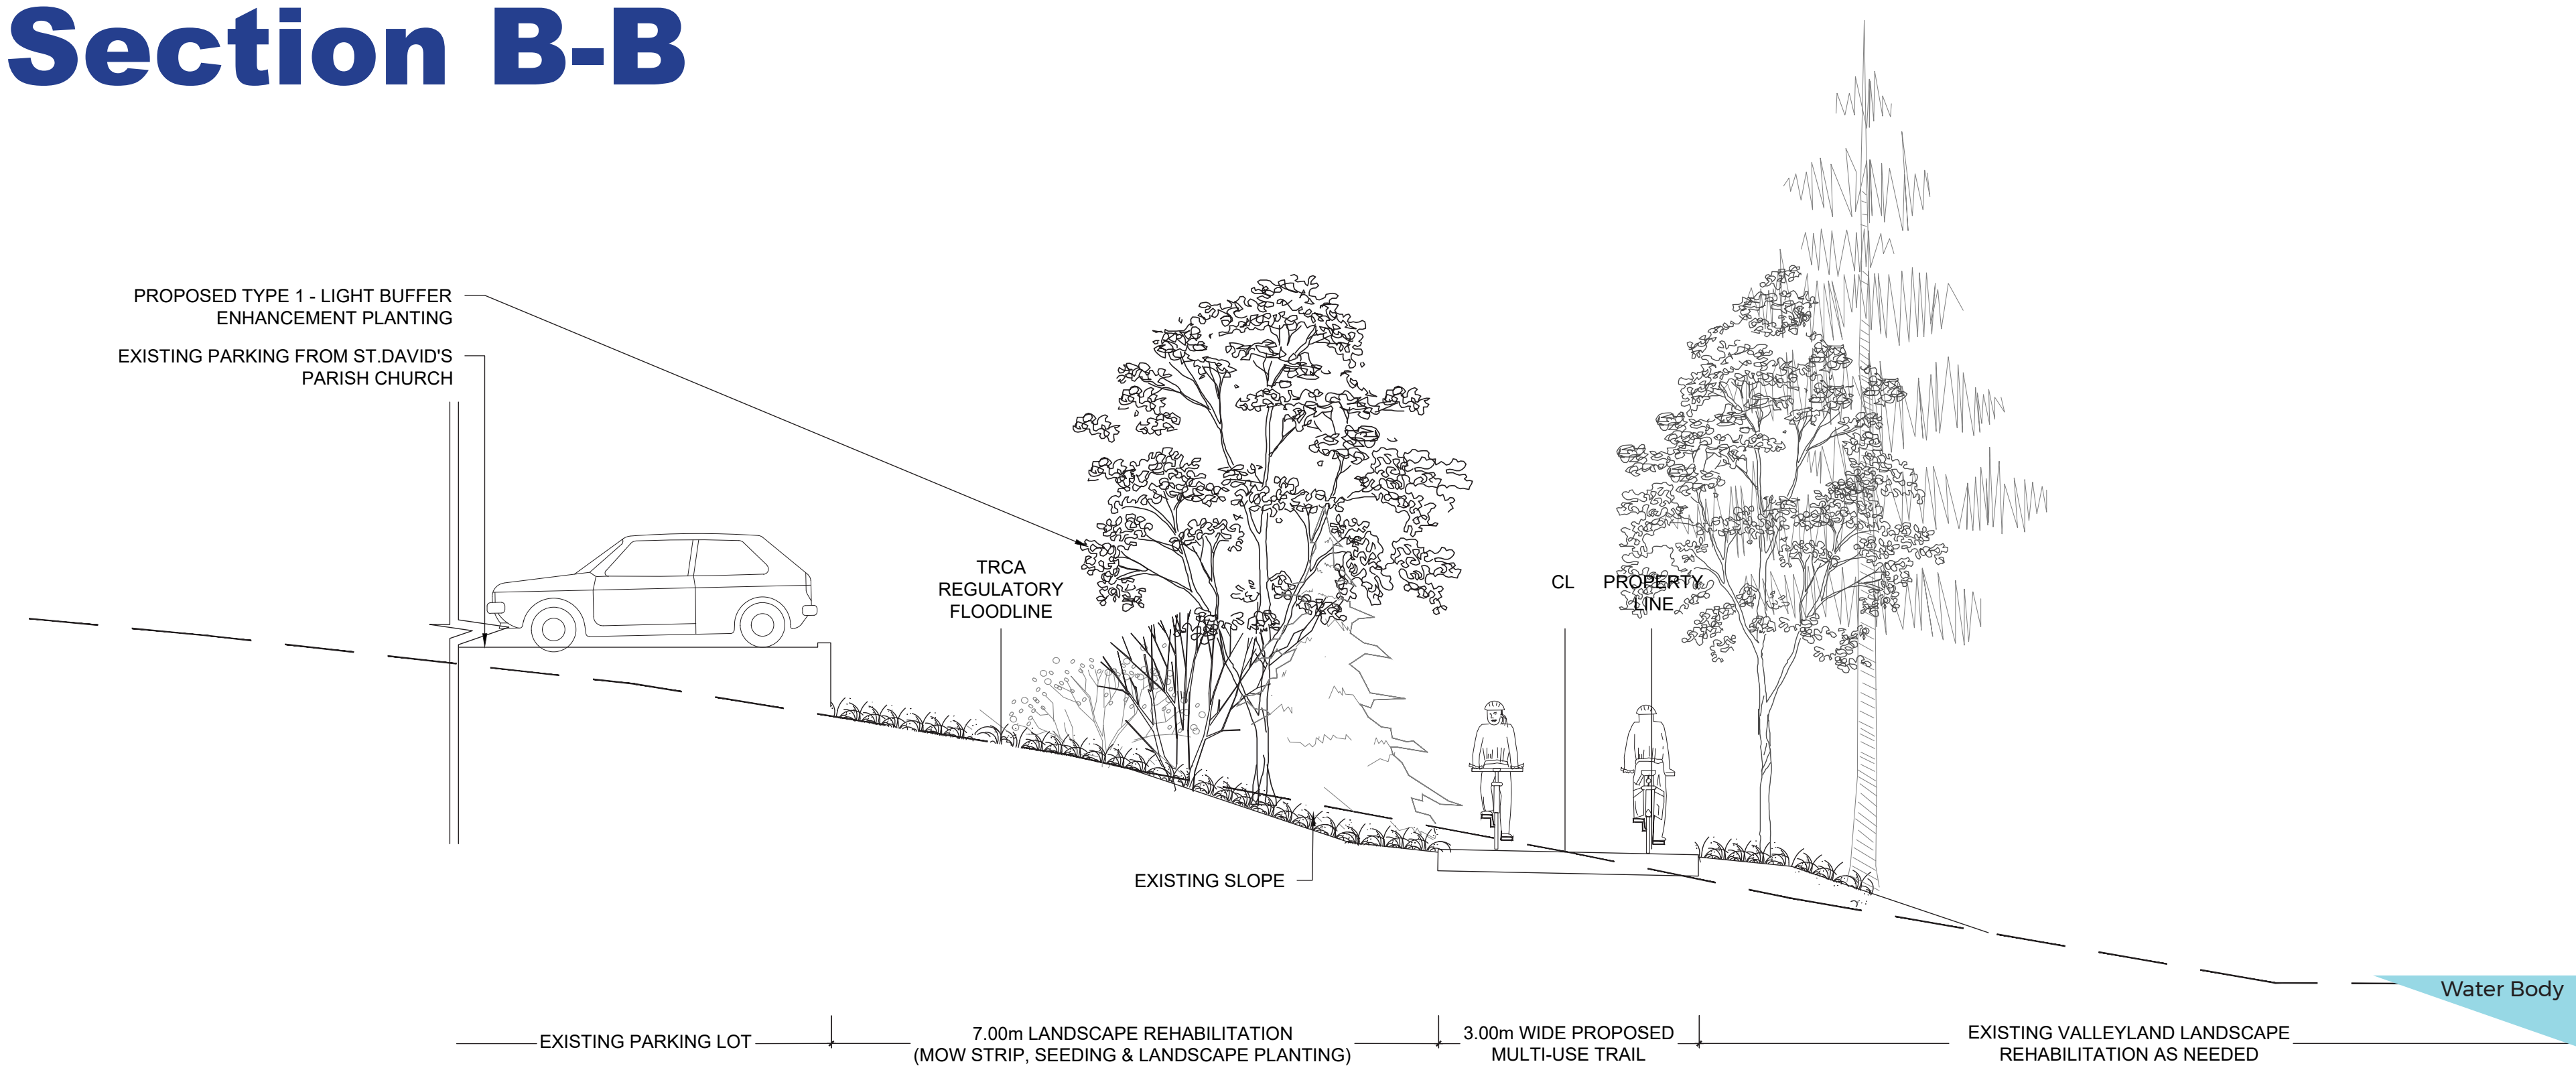 Section B-B
PROPOSED TYPE 1 - LIGHT BUFFER
ENHANCEMENT PLANTING
EXISTING PARKING FROM ST.DAVID'S
PARISH CHURCH
TRCA
REGULATORY
FLOODLINE
CL
PROPERTY
LINE
EXISTING SLOPE
Water Body
EXISTING PARKING LOT
7.00m LANDSCAPE REHABILITATION
(MOW STRIP, SEEDING & LANDSCAPE PLANTING)
3.00m WIDE PROPOSED
MULTI-USE TRAIL
EXISTING VALLEYLAND LANDSCAPE
REHABILITATION AS NEEDED